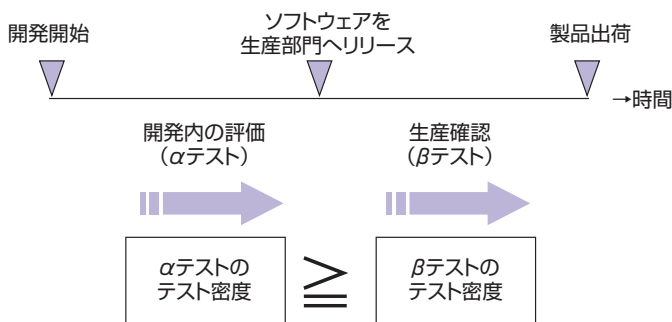 開発開始
ソフトウェアを
生産部門へリリース
製品出荷
→時間
開発内の評価
（αテスト）
生産確認
（βテスト）
αテストの
テスト密度
≧
βテストの
テスト密度